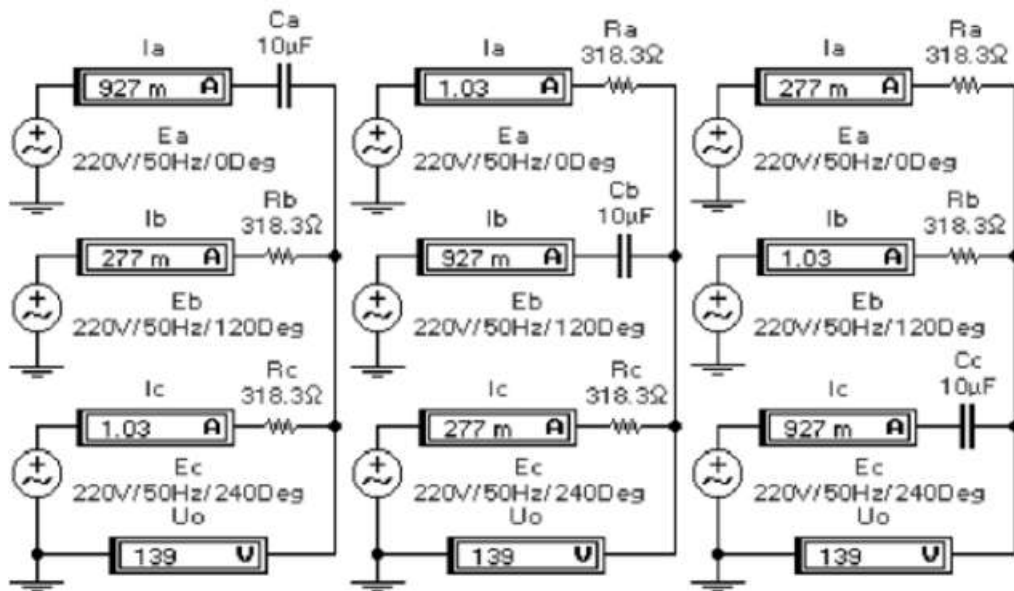 Ca
10µF
Ia
927 m A
Ea
220V/50Hz/0Deg
Rb
318.3Ω
Ib
277 m A
Eb
220V/50Hz/120Deg
Rc
318.3Ω
Ic
1.03 A
Ec
220V/50Hz/240Deg
Uo
139 V
Ra
318.3Ω
Ia
1.03 A
Ea
220V/50Hz/0Deg
Cb
10µF
Ib
927 m A
Eb
220V/50Hz/120Deg
Rc
318.3Ω
Ic
277 m A
Ec
220V/50Hz/240Deg
Uo
139 V
Ra
318.3Ω
Ia
277 m A
Ea
220V/50Hz/0Deg
Rb
318.3Ω
Ib
1.03 A
Eb
220V/50Hz/120Deg
Cc
10µF
Ic
927 m A
Ec
220V/50Hz/240Deg
Uo
139 V